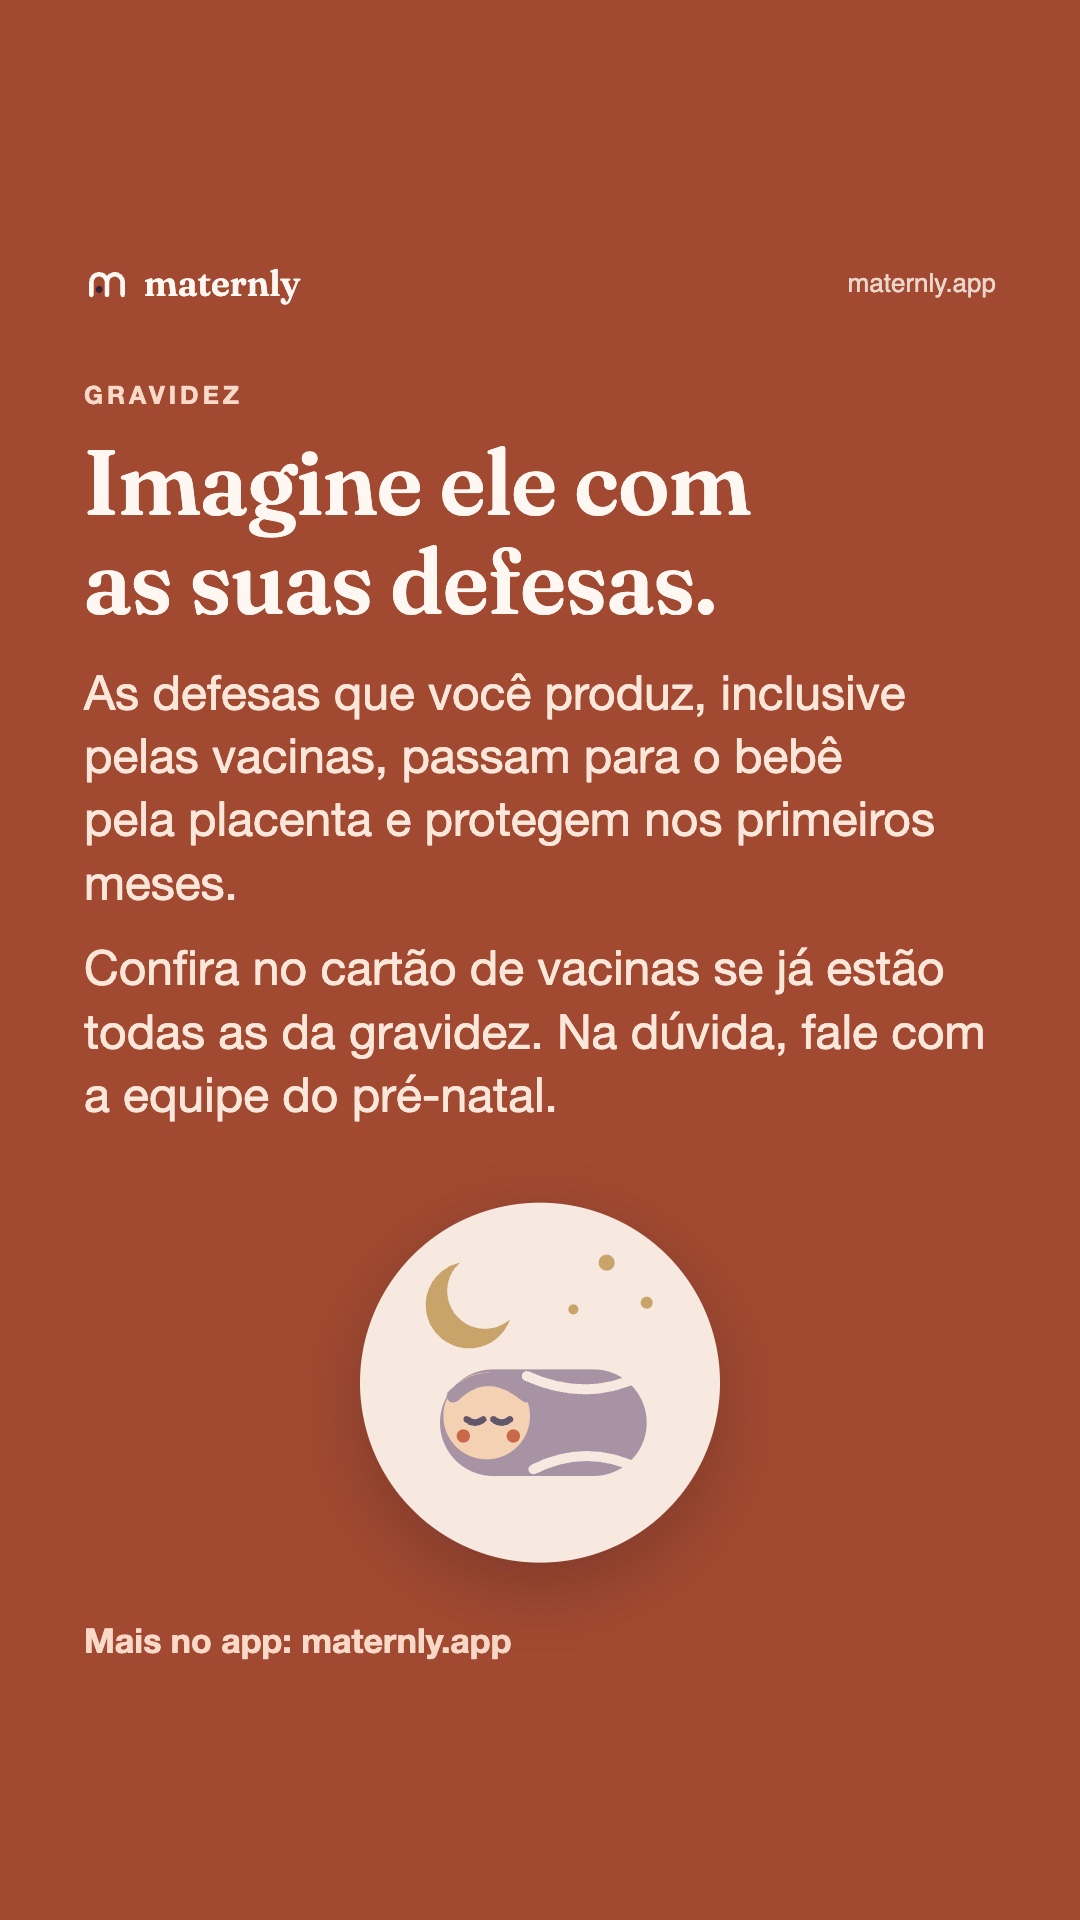 maternly
maternly.app
GRAVIDEZ
Imagine ele com
as suas defesas.
As defesas que você produz, inclusive
pelas vacinas, passam para o bebê
pela placenta e protegem nos primeiros
meses.
Confira no cartão de vacinas se já estão
todas as da gravidez. Na dúvida, fale com
a equipe do pré-natal.
Mais no app: maternly.app